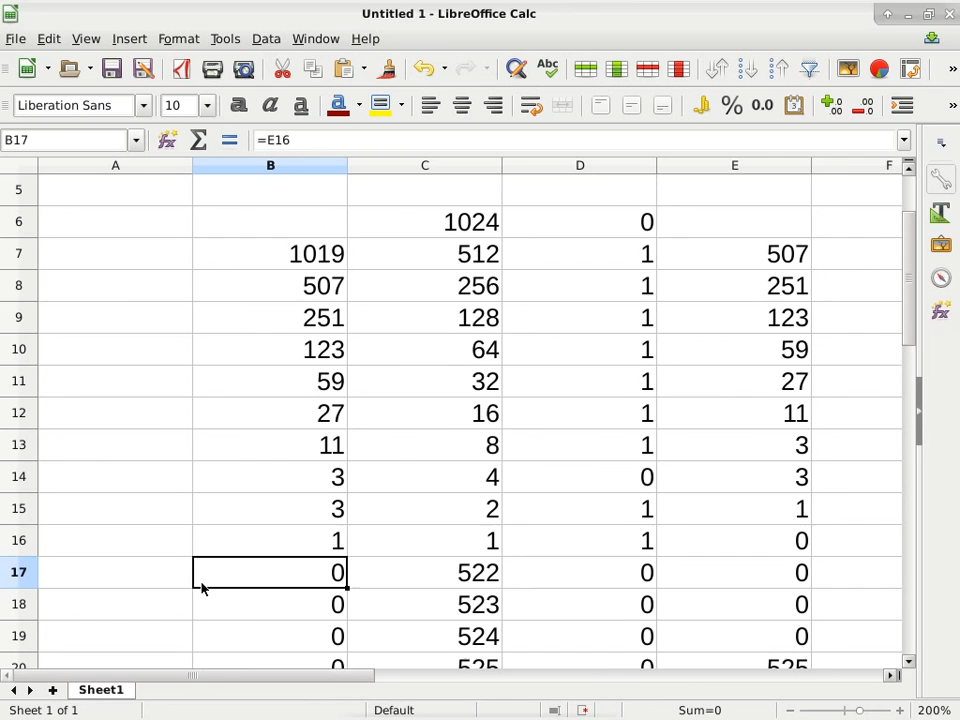 Untitled 1 - LibreOffice Calc
File Edit View Insert Format Tools Data Window Help
Liberation Sans 10
B17 =E16
A B C D E F
5
6 1024 0
7 1019 512 1 507
8 507 256 1 251
9 251 128 1 123
10 123 64 1 59
11 59 32 1 27
12 27 16 1 11
13 11 8 1 3
14 3 4 0 3
15 3 2 1 1
16 1 1 1 0
17 0 522 0 0
18 0 523 0 0
19 0 524 0 0
20 0 525 0 525
Sheet1
Sheet 1 of 1 Default Sum=0 200%